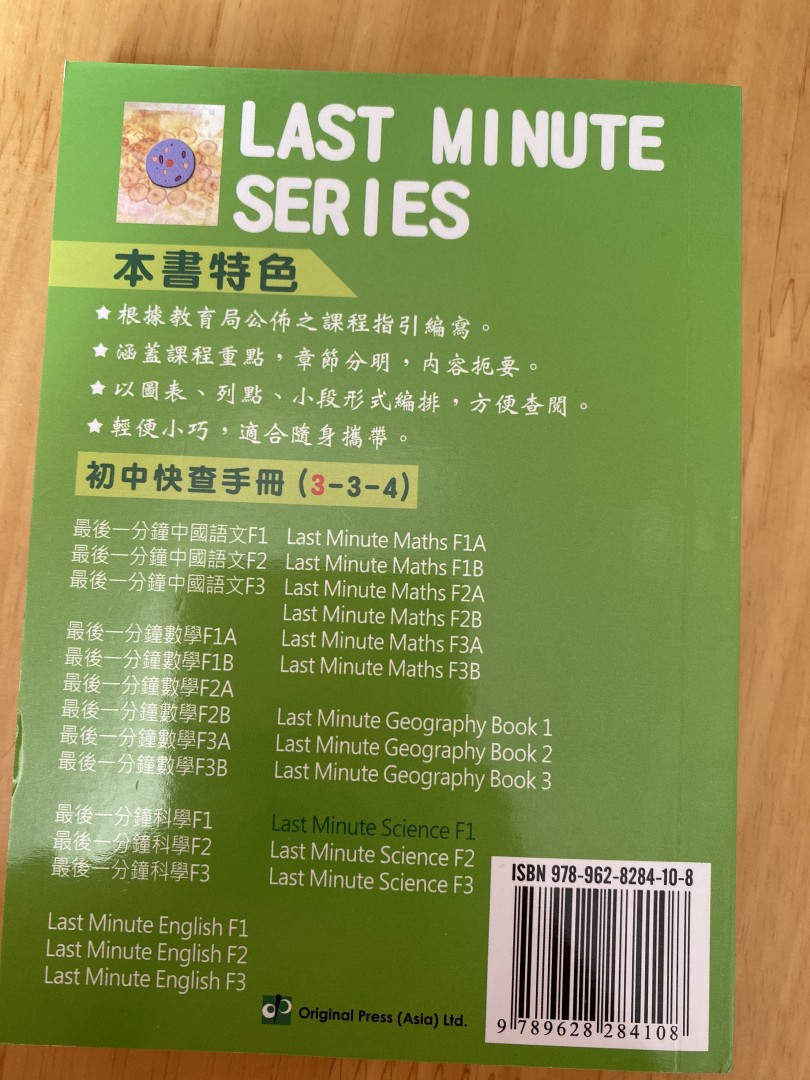 LAST MINUTE
SERIES
本書特色
★根據教育局公佈之課程指引編寫。
★涵蓋課程重點，章節分明，內容扼要。
★以圖表、列點、小段形式編排，方便查閱。
★輕便小巧，適合隨身攜帶。
初中快查手冊 (3-3-4)
最後一分鐘中國語文F1
最後一分鐘中國語文F2
最後一分鐘中國語文F3
最後一分鐘數學F1A
最後一分鐘數學F1B
最後一分鐘數學F2A
最後一分鐘數學F2B
最後一分鐘數學F3A
最後一分鐘數學F3B
最後一分鐘科學F1
最後一分鐘科學F2
最後一分鐘科學F3
Last Minute English F1
Last Minute English F2
Last Minute English F3
Last Minute Maths F1A
Last Minute Maths F1B
Last Minute Maths F2A
Last Minute Maths F2B
Last Minute Maths F3A
Last Minute Maths F3B
Last Minute Geography Book 1
Last Minute Geography Book 2
Last Minute Geography Book 3
Last Minute Science F1
Last Minute Science F2
Last Minute Science F3
ISBN 978-962-8284-10-8
9 789628 284108
op Original Press (Asia) Ltd.